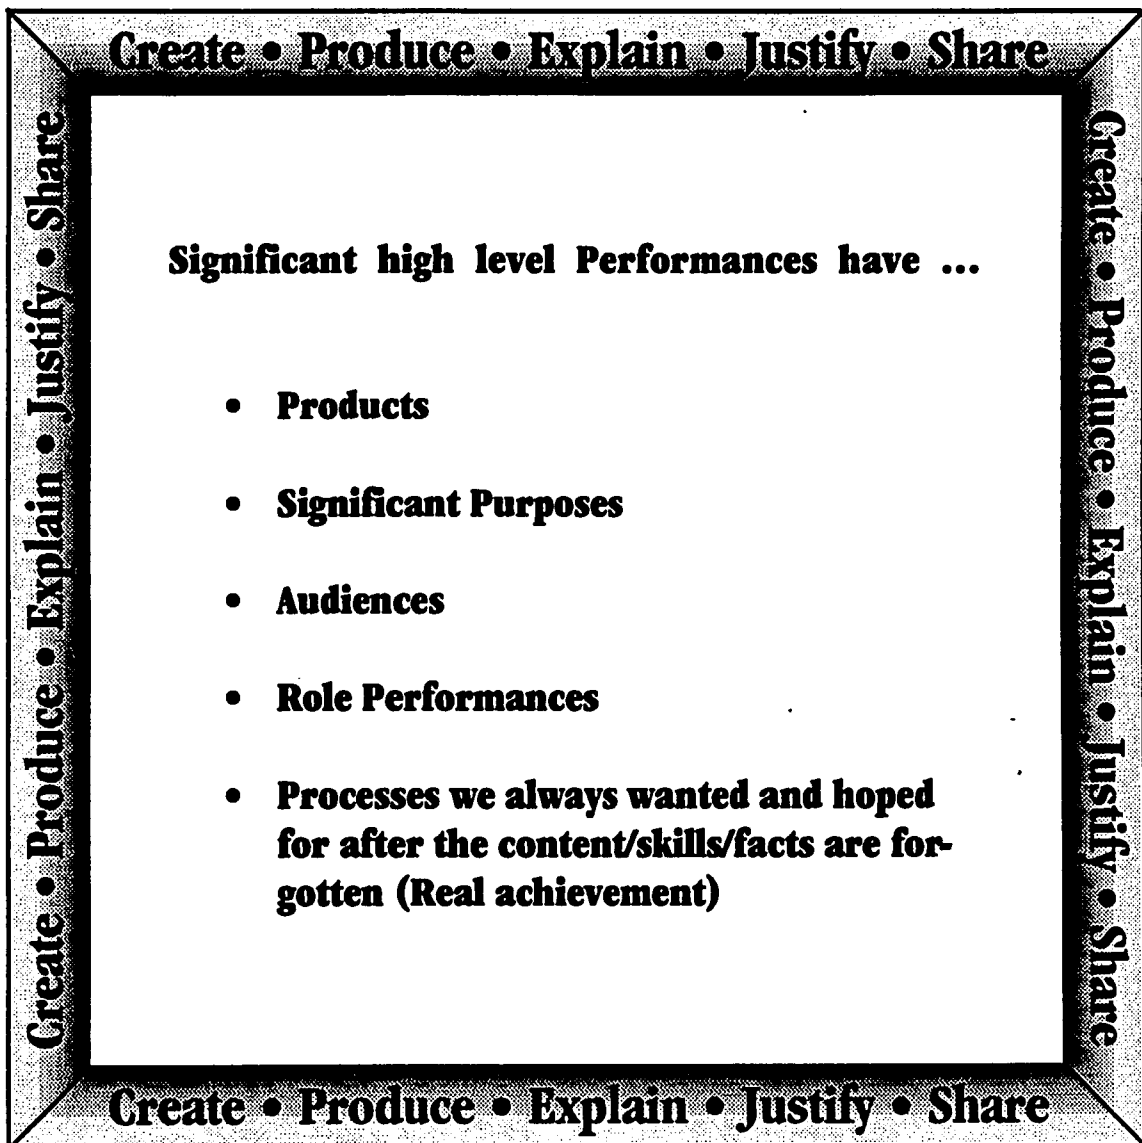 Create • Produce • Explain • Justify • Share
Create • Produce • Explain • Justify • Share
Significant high level Performances have ...
• Products
• Significant Purposes
• Audiences
• Role Performances
• Processes we always wanted and hoped
for after the content/skills/facts are for-
gotten (Real achievement)
Create • Produce • Explain • Justify • Share
Create • Produce • Explain • Justify • Share